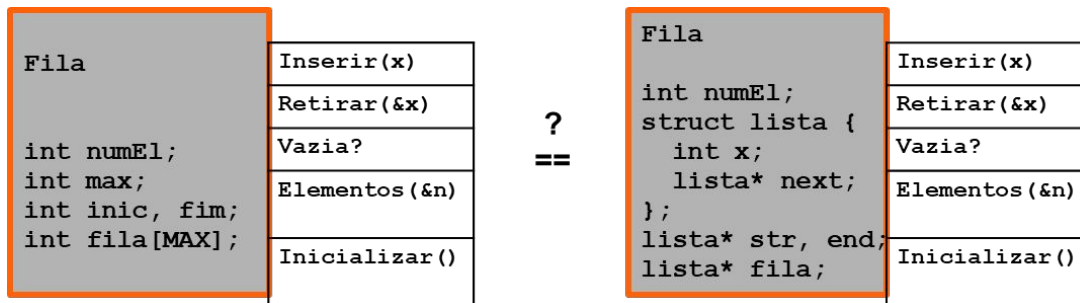 Fila
int numEl;
int max;
int inic, fim;
int fila[MAX];
Inserir(x)
Retirar(&x)
Vazia?
Elementos(&n)
Inicializar()
?
==
Fila
int numEl;
struct lista {
int x;
lista* next;
};
lista* str, end;
lista* fila;
Inserir(x)
Retirar(&x)
Vazia?
Elementos(&n)
Inicializar()